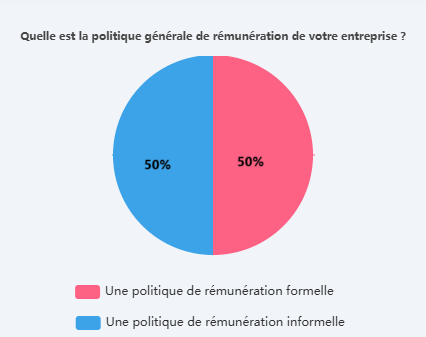 Quelle est la politique générale de rémunération de votre entreprise ?
50%
50%
Une politique de rémunération formelle
Une politique de rémunération informelle